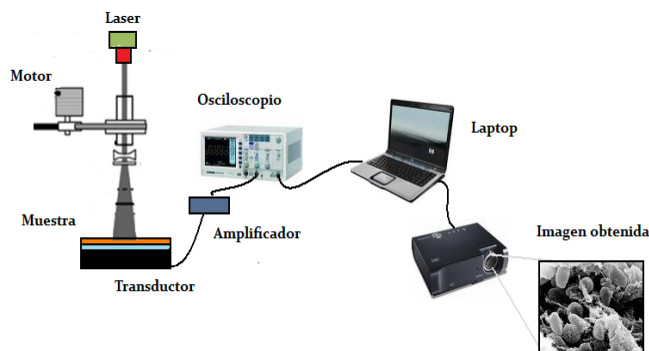 Laser
Motor
Osciloscopio
Laptop
Muestra
Amplificador
Imagen obtenida
Transductor